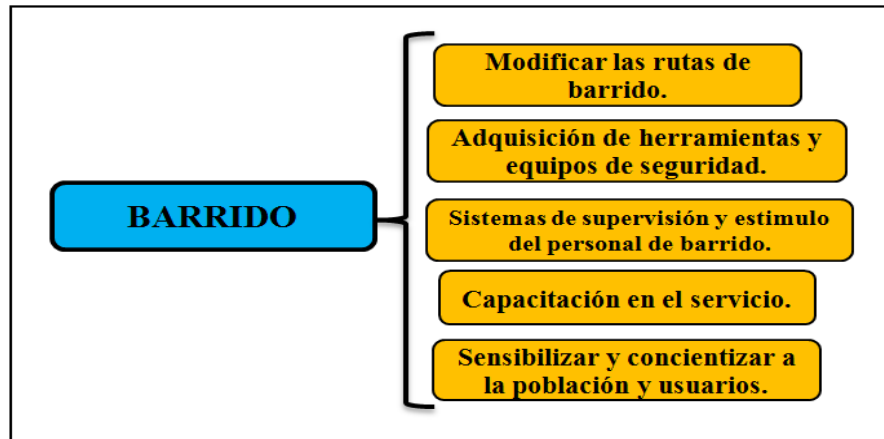 BARRIDO
Modificar las rutas de
barrido.
Adquisición de herramientas y
equipos de seguridad.
Sistemas de supervisión y estimulo
del personal de barrido.
Capacitación en el servicio.
Sensibilizar y concientizar a
la población y usuarios.